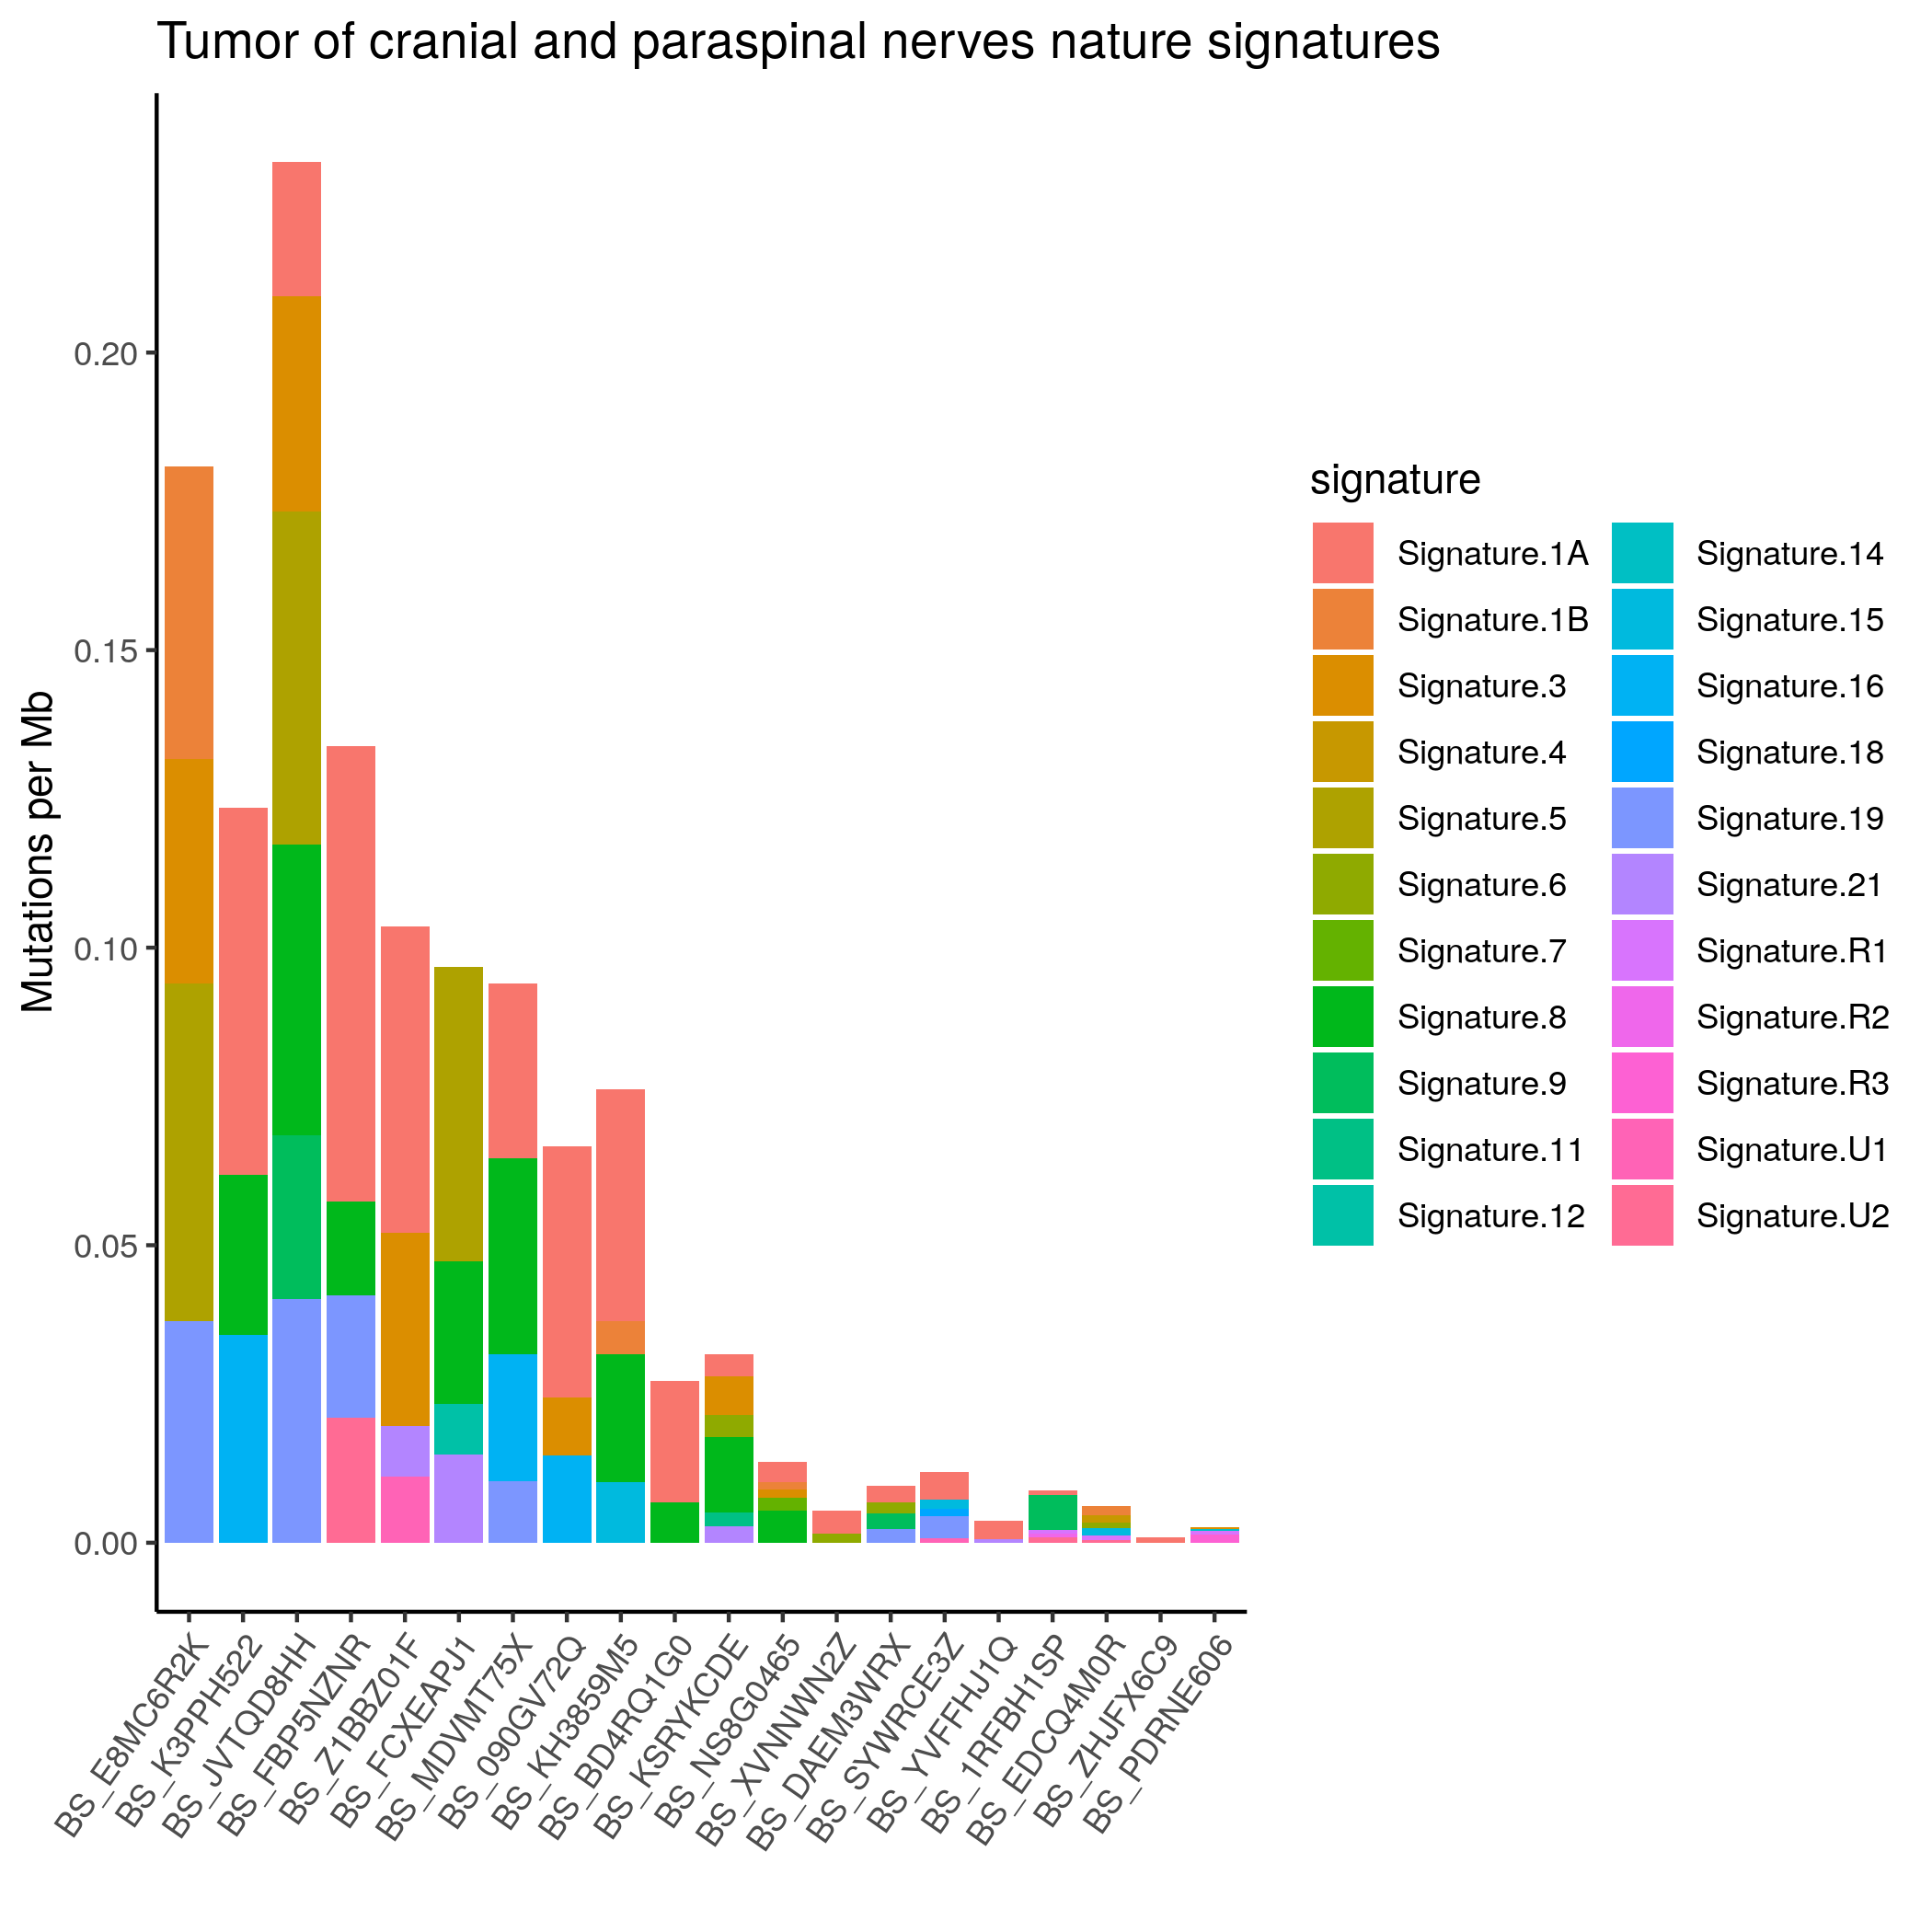 Tumor of cranial and paraspinal nerves nature signatures
Mutations per Mb
0.20
0.15
0.10
0.05
0.00
BS_E8MC6R2K
BS_K3PPH522
BS_JVTQD8HH
BS_FBP5NZNR
BS_Z1BBZ01F
BS_FCXEAPJ1
BS_MDVMT75X
BS_090GV72Q
BS_KH3859M5
BS_BD4RQ1G0
BS_KSRYKCDE
BS_NS8G0465
BS_XVNNWN2Z
BS_DAEM3WRX
BS_SYWRCE3Z
BS_YVFFHJ1Q
BS_1RFBH1SP
BS_EDCQ4M0R
BS_ZHJFX6C9
BS_PDRNE606
signature
Signature.1A
Signature.1B
Signature.3
Signature.4
Signature.5
Signature.6
Signature.7
Signature.8
Signature.9
Signature.11
Signature.12
Signature.14
Signature.15
Signature.16
Signature.18
Signature.19
Signature.21
Signature.R1
Signature.R2
Signature.R3
Signature.U1
Signature.U2